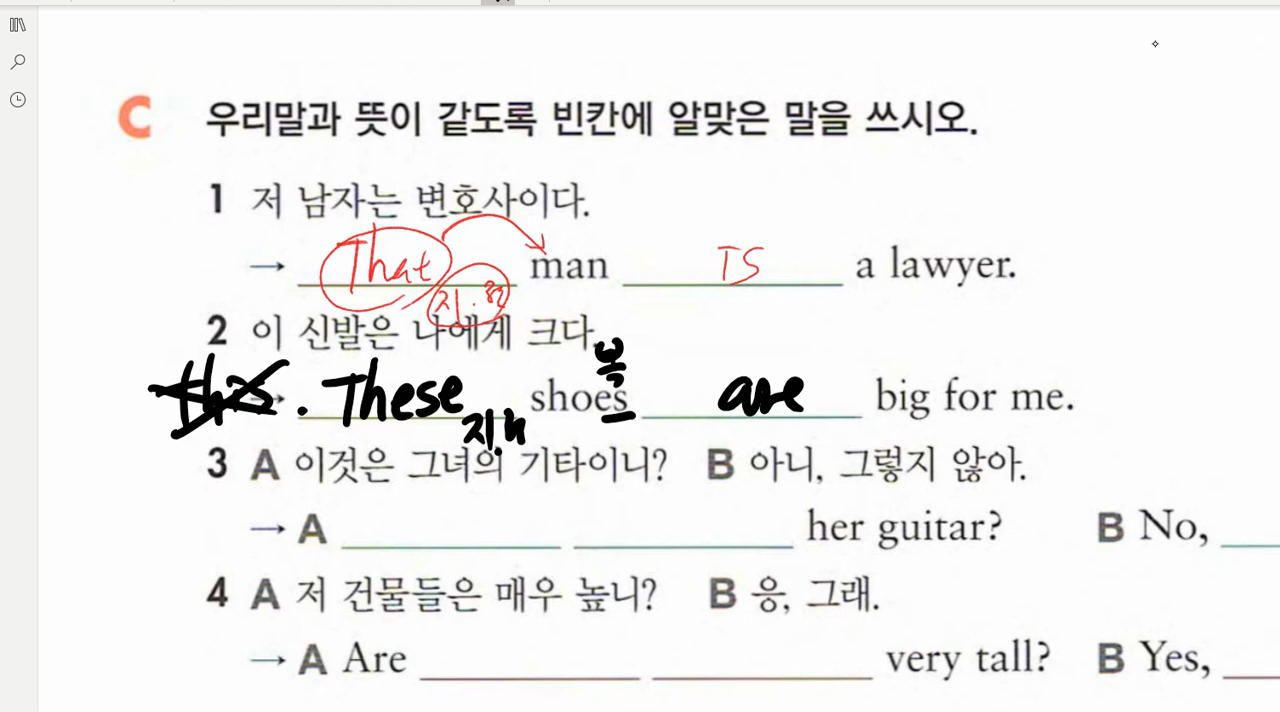 C 우리말과 뜻이 같도록 빈칸에 알맞은 말을 쓰시오.
1 저 남자는 변호사이다.
→ That man IS a lawyer.
지.형
2 이 신발은 나에게 크다.
복
this. These shoes are big for me.
3 A 이것은 그녀의 기타이니? B 아니, 그렇지 않아.
→ A her guitar? B No,
4 A 저 건물들은 매우 높니? B 응, 그래.
→ A Are very tall? B Yes,